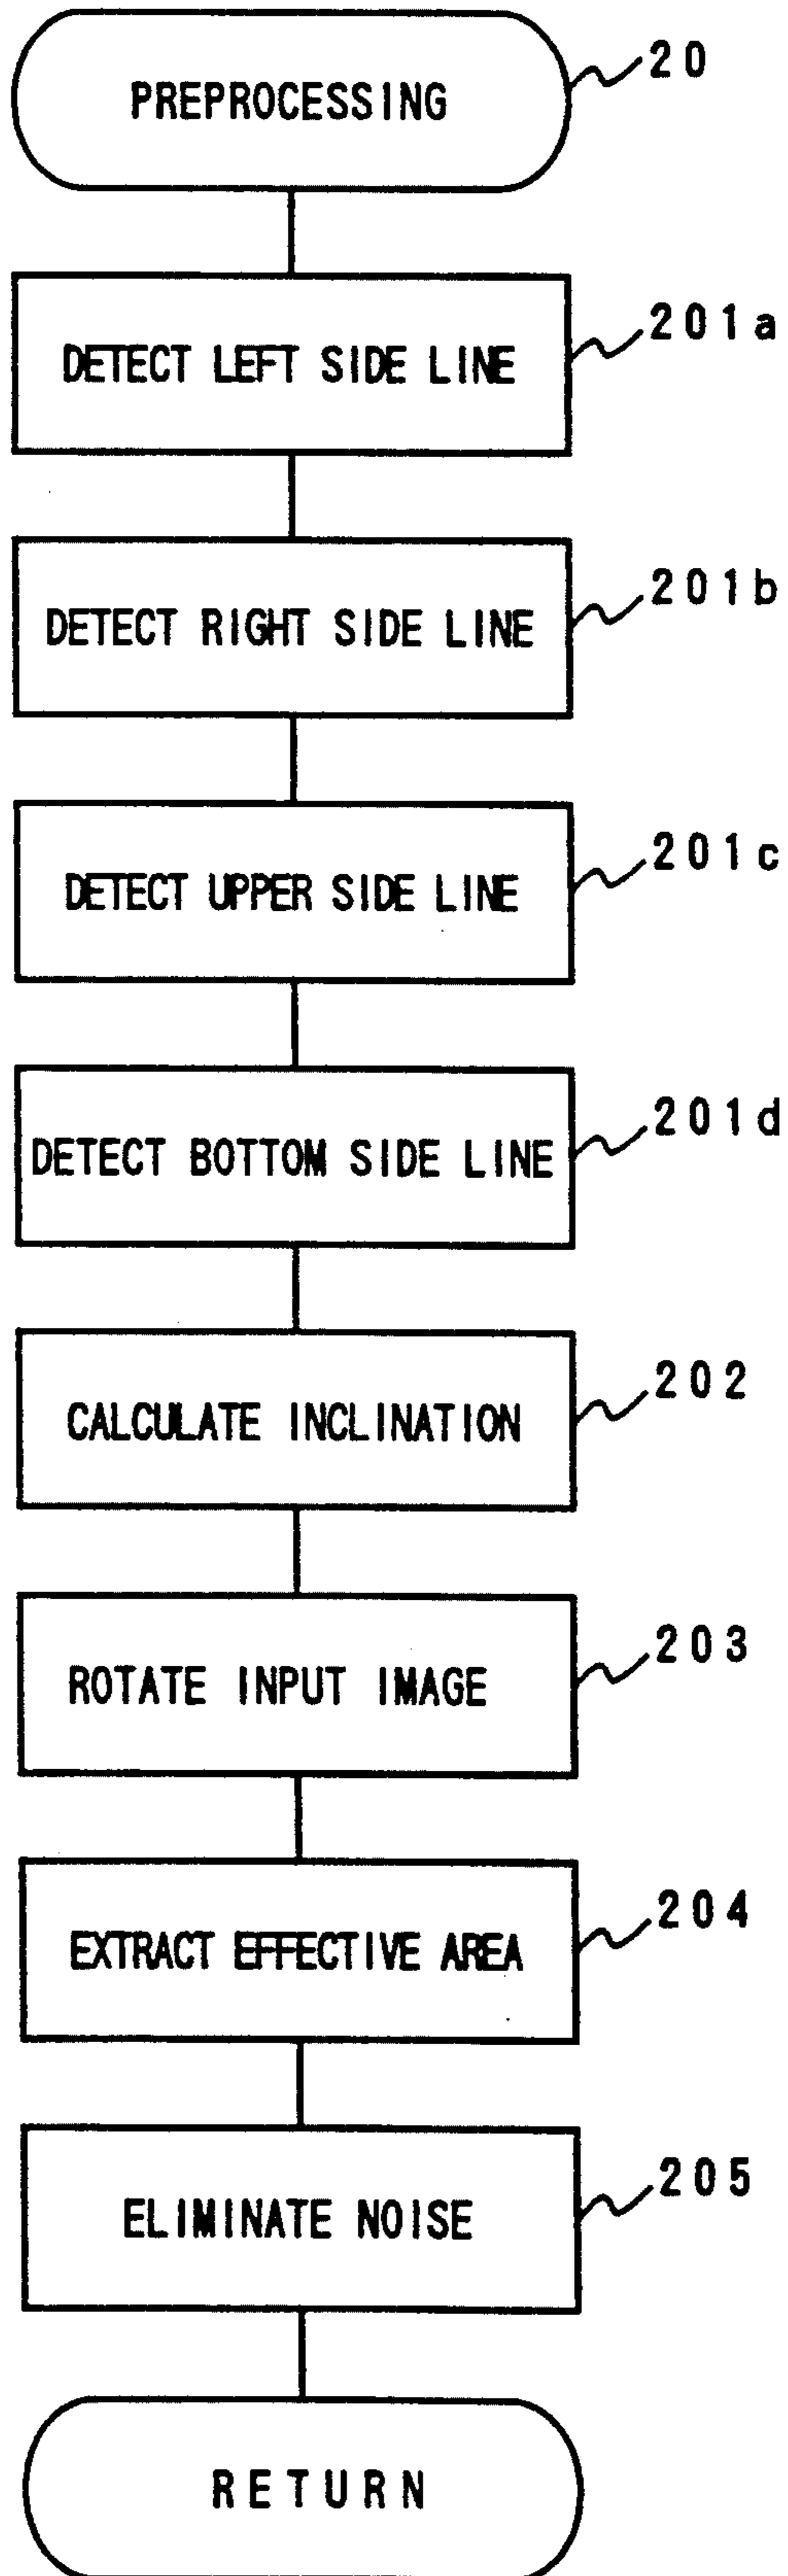 PREPROCESSING
20
DETECT LEFT SIDE LINE
201a
DETECT RIGHT SIDE LINE
201b
DETECT UPPER SIDE LINE
201c
DETECT BOTTOM SIDE LINE
201d
CALCULATE INCLINATION
202
ROTATE INPUT IMAGE
203
EXTRACT EFFECTIVE AREA
204
ELIMINATE NOISE
205
RETURN